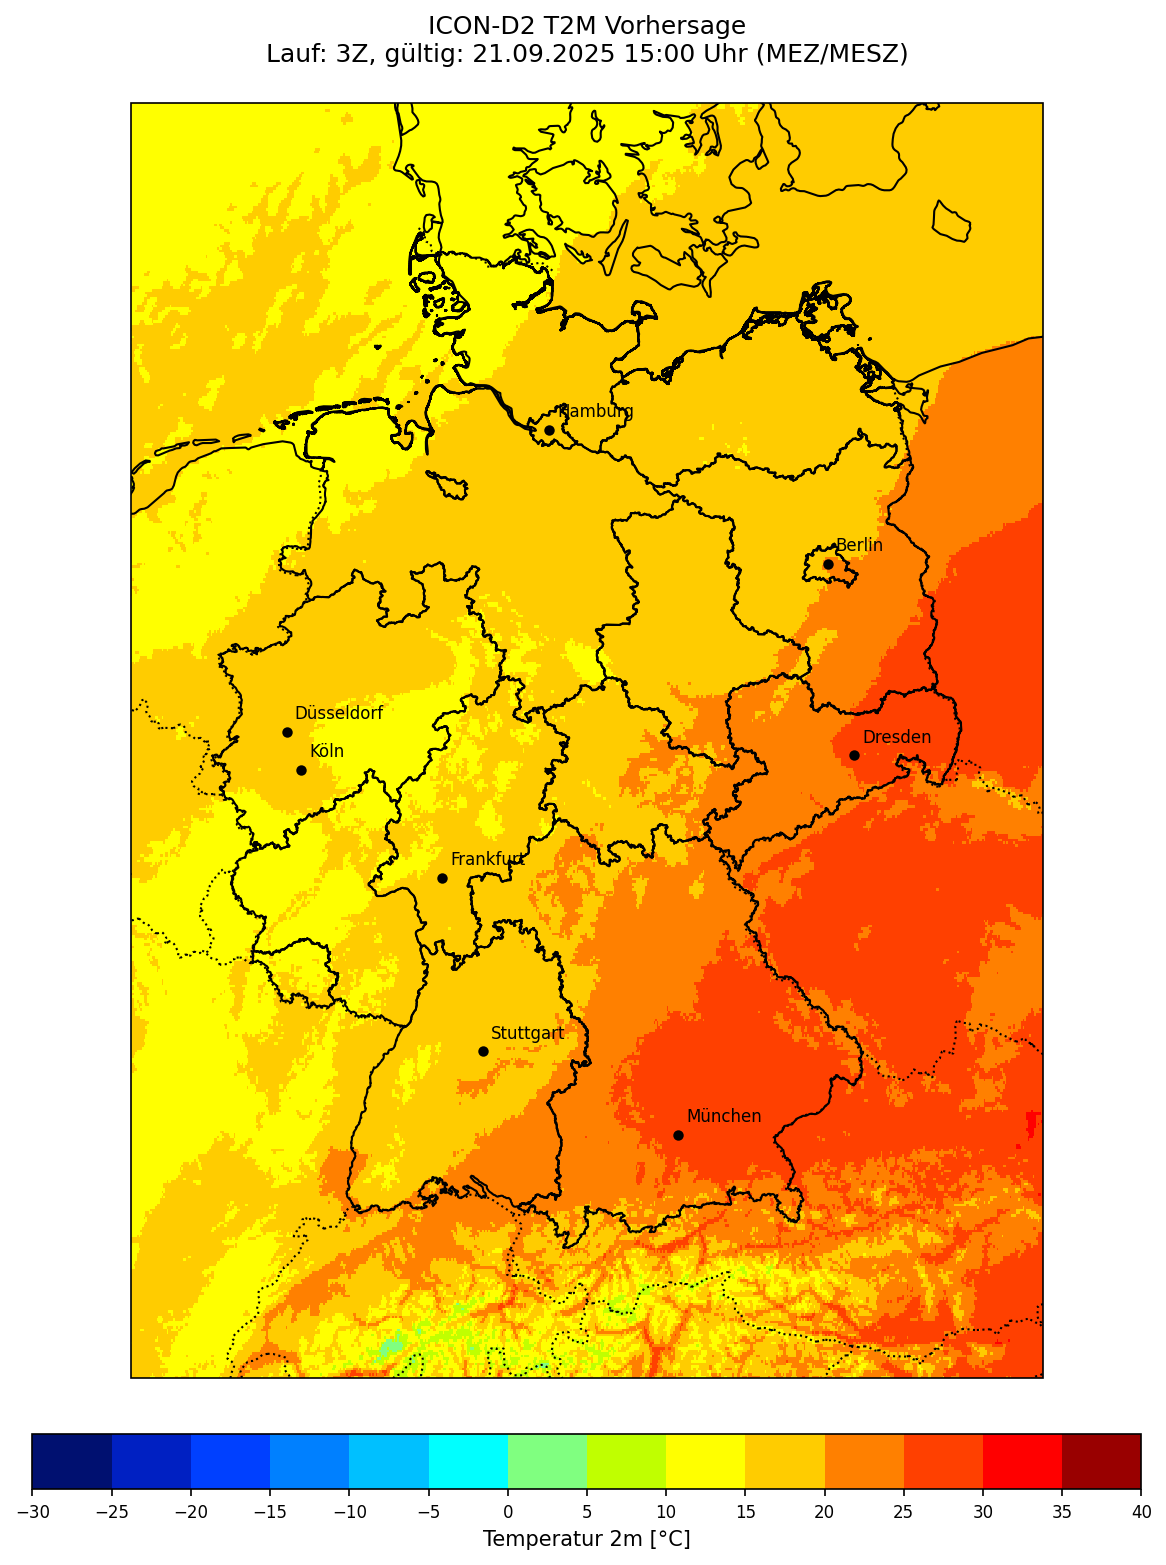 ICON-D2 T2M Vorhersage
Lauf: 3Z, gültig: 21.09.2025 15:00 Uhr (MEZ/MESZ)
Hamburg
Berlin
Düsseldorf
Dresden
Köln
Frankfurt
Stuttgart
München
−30 −25 −20 −15 −10 −5 0 5 10 15 20 25 30 35 40
Temperatur 2m [°C]